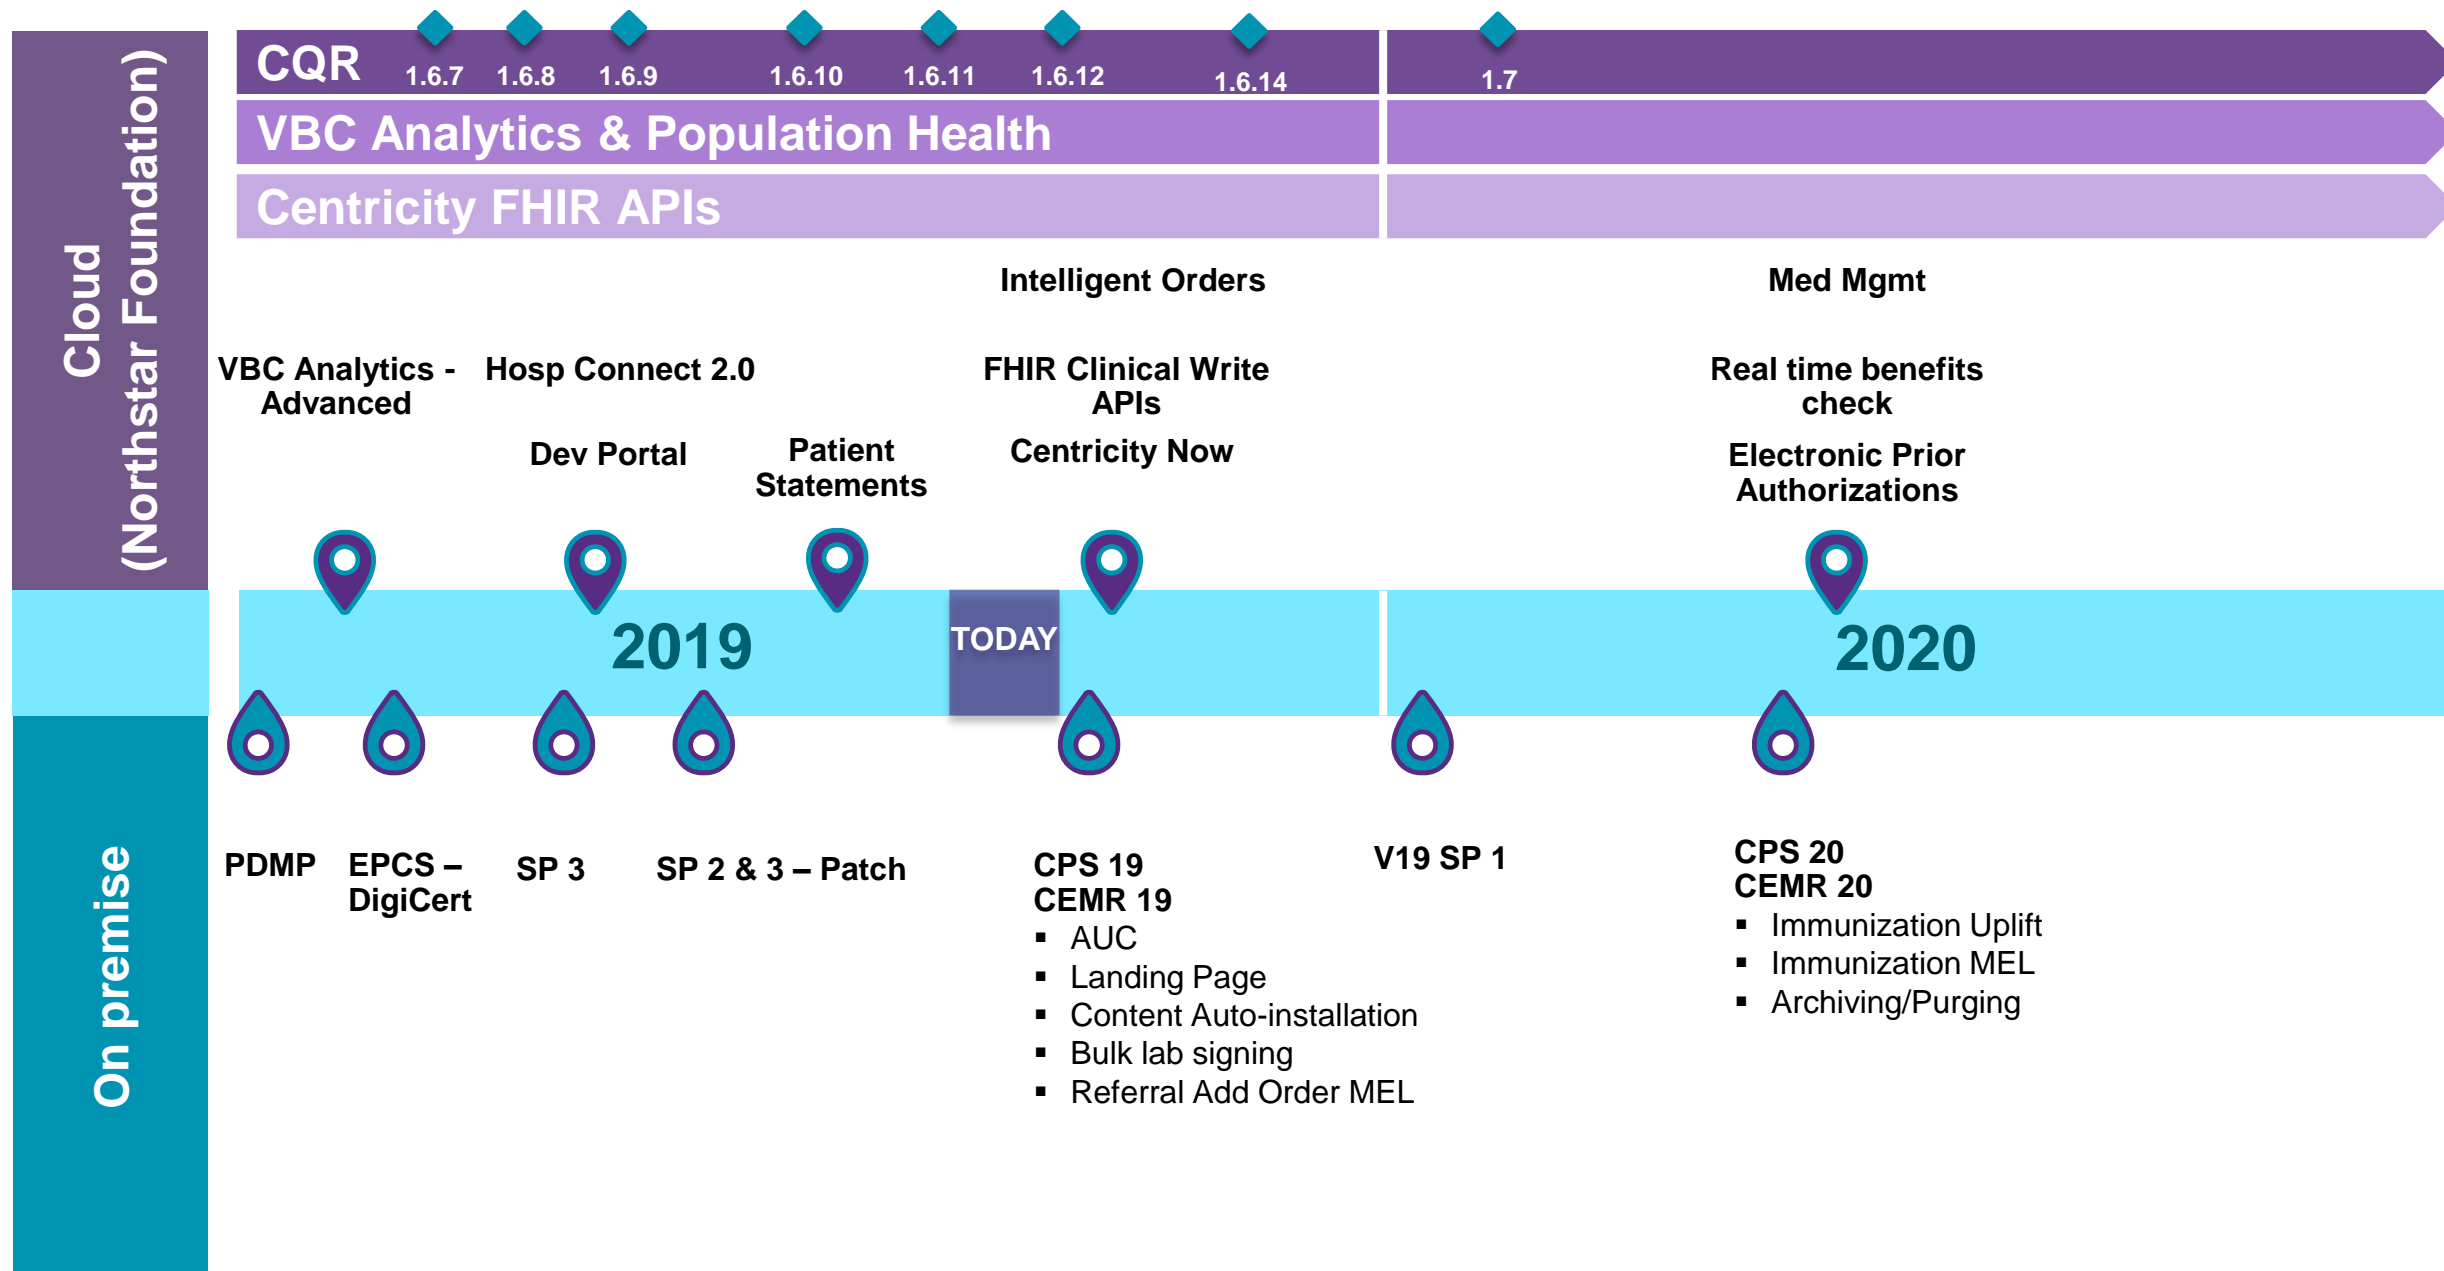 Cloud
(Northstar Foundation)
CQR
1.6.7
1.6.8
1.6.9
1.6.10
1.6.11
1.6.12
1.6.14
1.7
VBC Analytics & Population Health
Centricity FHIR APIs
Intelligent Orders
Med Mgmt
VBC Analytics -
Advanced
Hosp Connect 2.0
FHIR Clinical Write
APIs
Real time benefits
check
Dev Portal
Patient
Statements
Centricity Now
Electronic Prior
Authorizations
2019
TODAY
2020
On premise
PDMP
EPCS –
DigiCert
SP 3
SP 2 & 3 – Patch
CPS 19
CEMR 19
▪ AUC
▪ Landing Page
▪ Content Auto-installation
▪ Bulk lab signing
▪ Referral Add Order MEL
V19 SP 1
CPS 20
CEMR 20
▪ Immunization Uplift
▪ Immunization MEL
▪ Archiving/Purging